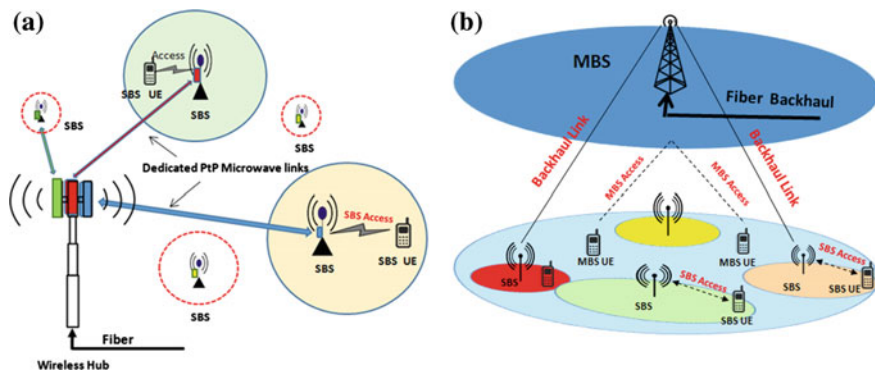 (a)
Access
SBS UE
SBS
SBS
SBS
Dedicated PtP Microwave links
SBS Access
SBS
SBS UE
SBS
Fiber
Wireless Hub
(b)
MBS
Fiber Backhaul
Backhaul Link
Backhaul Link
MBS Access
MBS Access
MBS UE
MBS UE
SBS
SBS Access
SBS
SBS UE
SBS Access
SBS
SBS UE